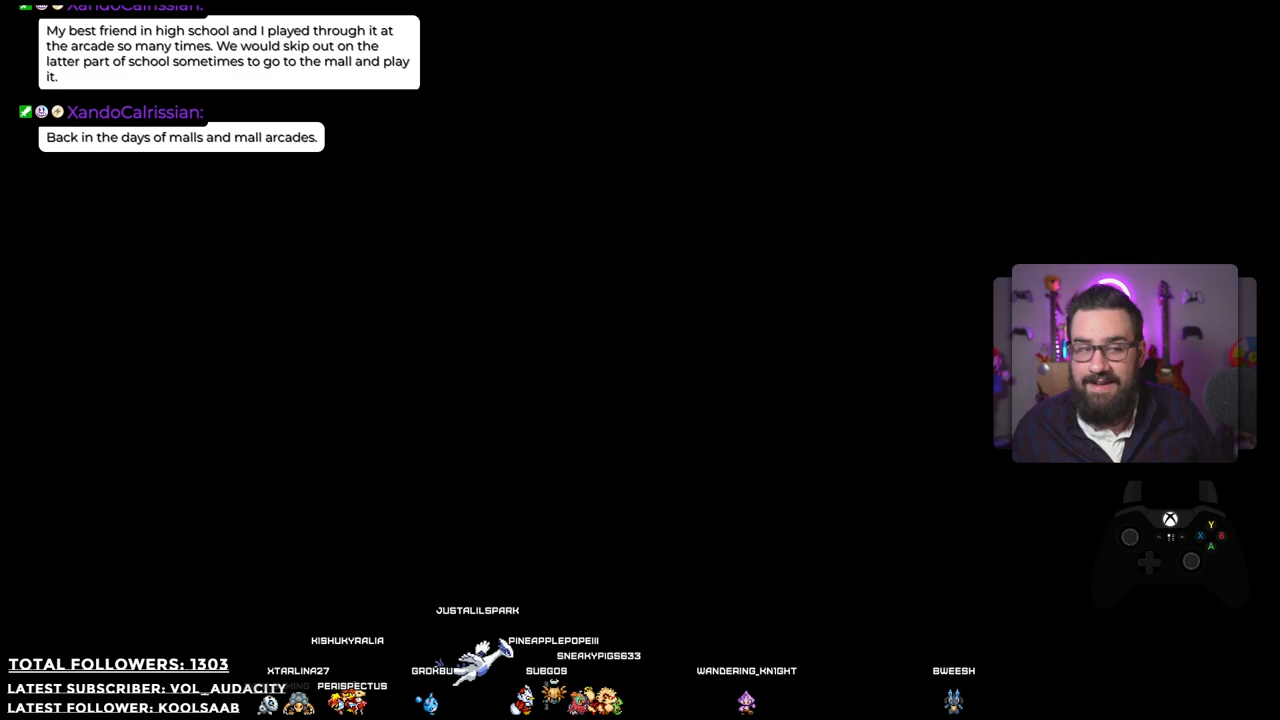 XandoCalrissian:
My best friend in high school and I played through it at
the arcade so many times. We would skip out on the
latter part of school sometimes to go to the mall and play
it.
XandoCalrissian:
Back in the days of malls and mall arcades.
Y
X B
A
JUSTALILSPARK
KISHUKYRALIA
PINEAPPLEPOPEIII
SNEAKYPIGS633
XTARLINA27
SUBGOS
WANDERING_KN1GHT
BWEESH
PERISPECTUS
TOTAL FOLLOWERS: 1303
LATEST SUBSCRIBER: VOL_AUDACITY
LATEST FOLLOWER: KOOLSAAB